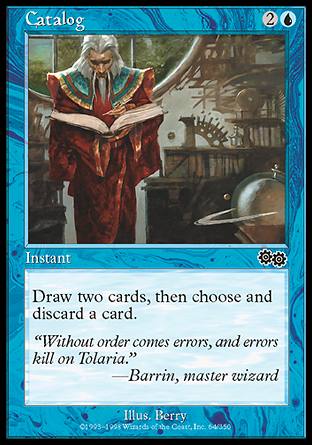 Catalog 2
Instant
Draw two cards, then choose and
discard a card.
“Without order comes errors, and errors
kill on Tolaria.”
—Barrin, master wizard
Illus. Berry
©1993–1998 Wizards of the Coast, Inc. 64/350